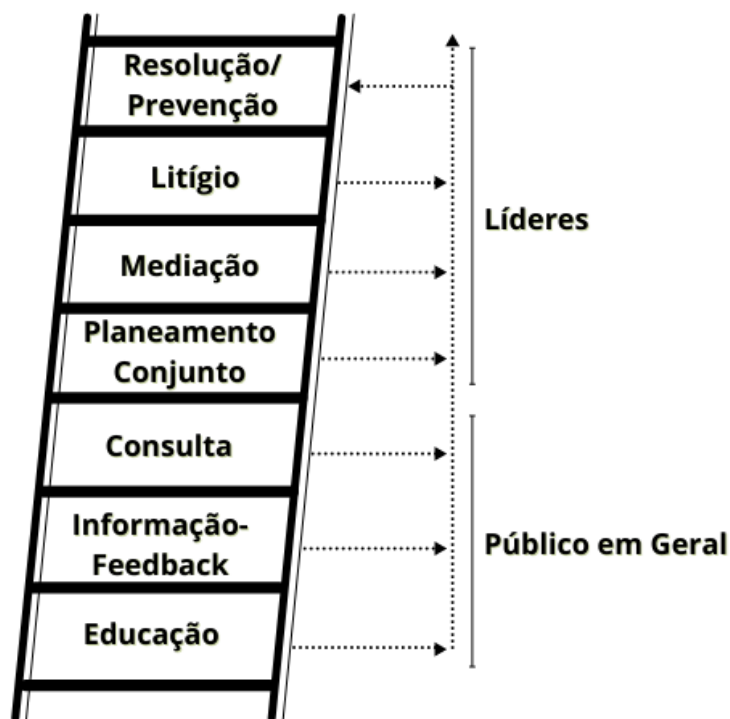 Resolução/
Prevenção
Litígio
Líderes
Mediação
Planeamento
Conjunto
Consulta
Informação-
Feedback
Público em Geral
Educação